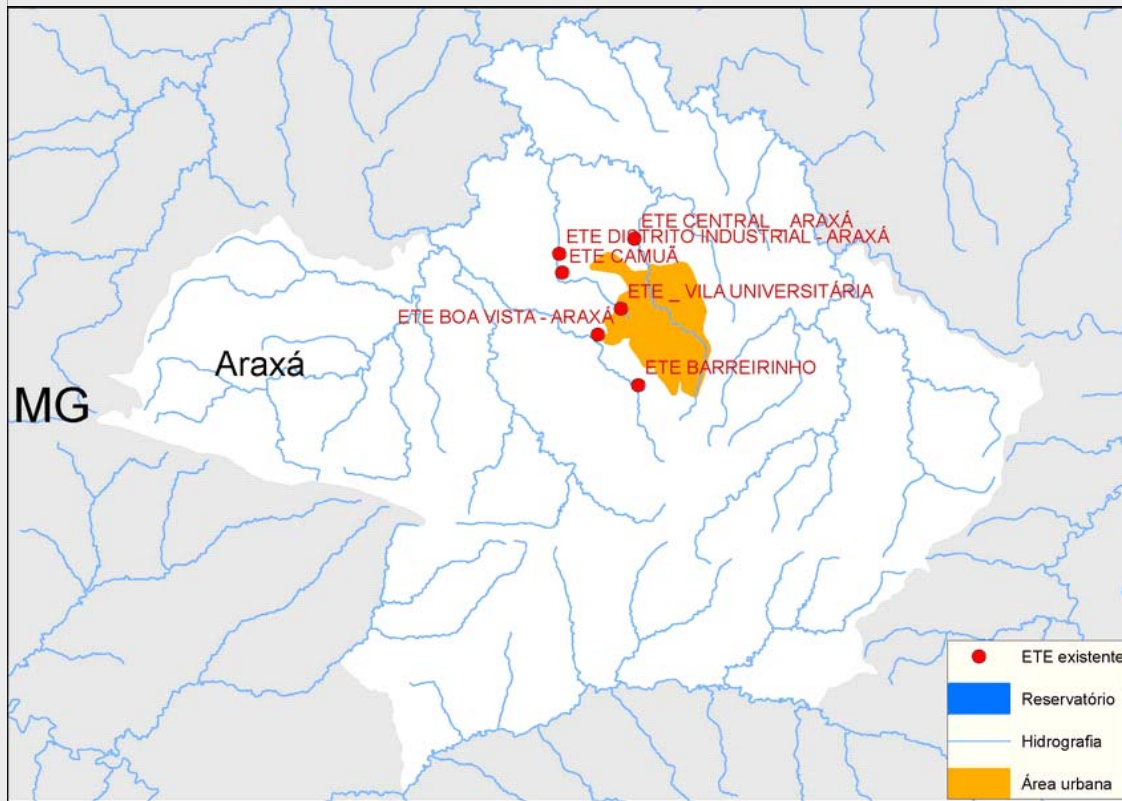 ETE CENTRAL _ ARAXÁ
ETE DISTRITO INDUSTRIAL - ARAXÁ
ETE CAMUÃ
ETE _ VILA UNIVERSITÁRIA
ETE BOA VISTA - ARAXÁ
Araxá
ETE BARREIRINHO
MG
ETE existente
Reservatório
Hidrografia
Área urbana